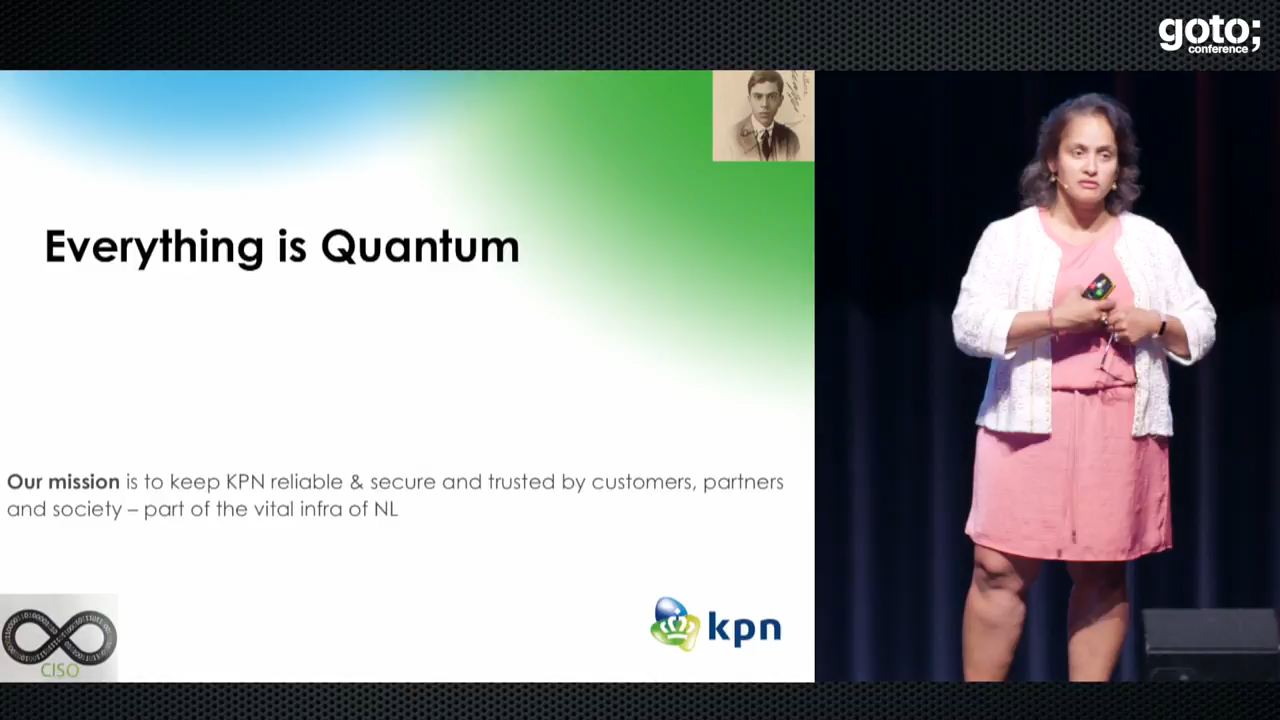 goto;
conference
Everything is Quantum
Our mission is to keep KPN reliable & secure and trusted by customers, partners
and society – part of the vital infra of NL
CISO
kpn